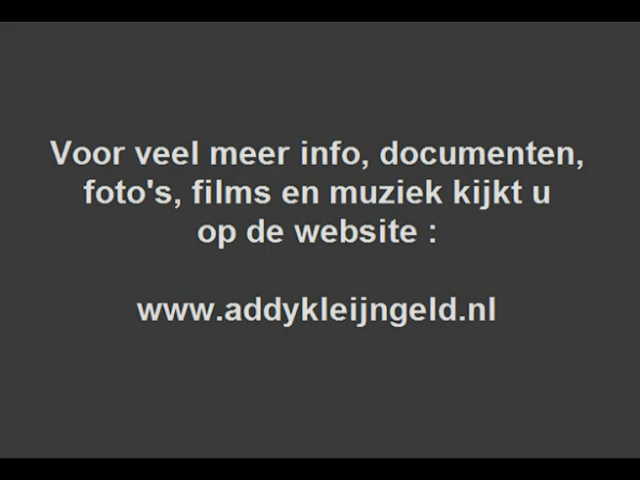 Voor veel meer info, documenten,
foto's, films en muziek kijkt u
op de website :
www.addykleijngeld.nl